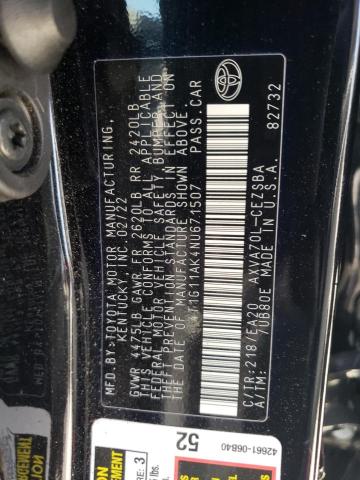 MFD.BY:TOYOTA MOTOR MANUFACTURING,
KENTUCKY, INC. 02/22
GVWR 4475LB GAWR FR 2620LB RR 2420LB
THIS VEHICLE CONFORMS TO ALL APPLICABLE
FEDERAL MOTOR VEHICLE SAFETY, BUMPER, AND
THEFT PREVENTION STANDARDS IN EFFECT ON
THE DATE OF MANUFACTURE SHOWN ABOVE.
4T1G11AK4NU671507 PASS.CAR
C/TR:218/EA20 AXVA70L-CEZSBA
A/TM: /UB80E MADE IN U.S.A.
82732
42661-06B40
52